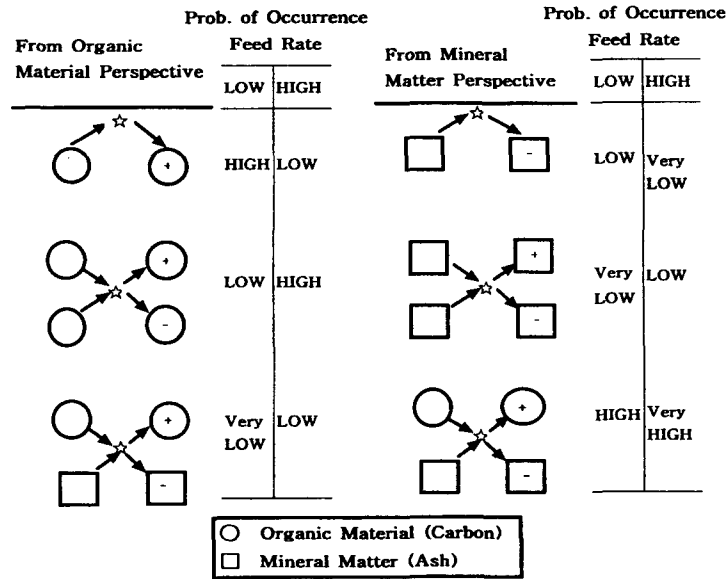 Prob. of Occurrence
From Organic
Material Perspective
Feed Rate
LOW HIGH
+
HIGH LOW
+
-
LOW HIGH
+
-
Very
LOW
LOW
Prob. of Occurrence
From Mineral
Matter Perspective
Feed Rate
LOW HIGH
-
LOW
Very
LOW
+
-
Very
LOW
LOW
+
-
HIGH
Very
HIGH
Organic Material (Carbon)
Mineral Matter (Ash)